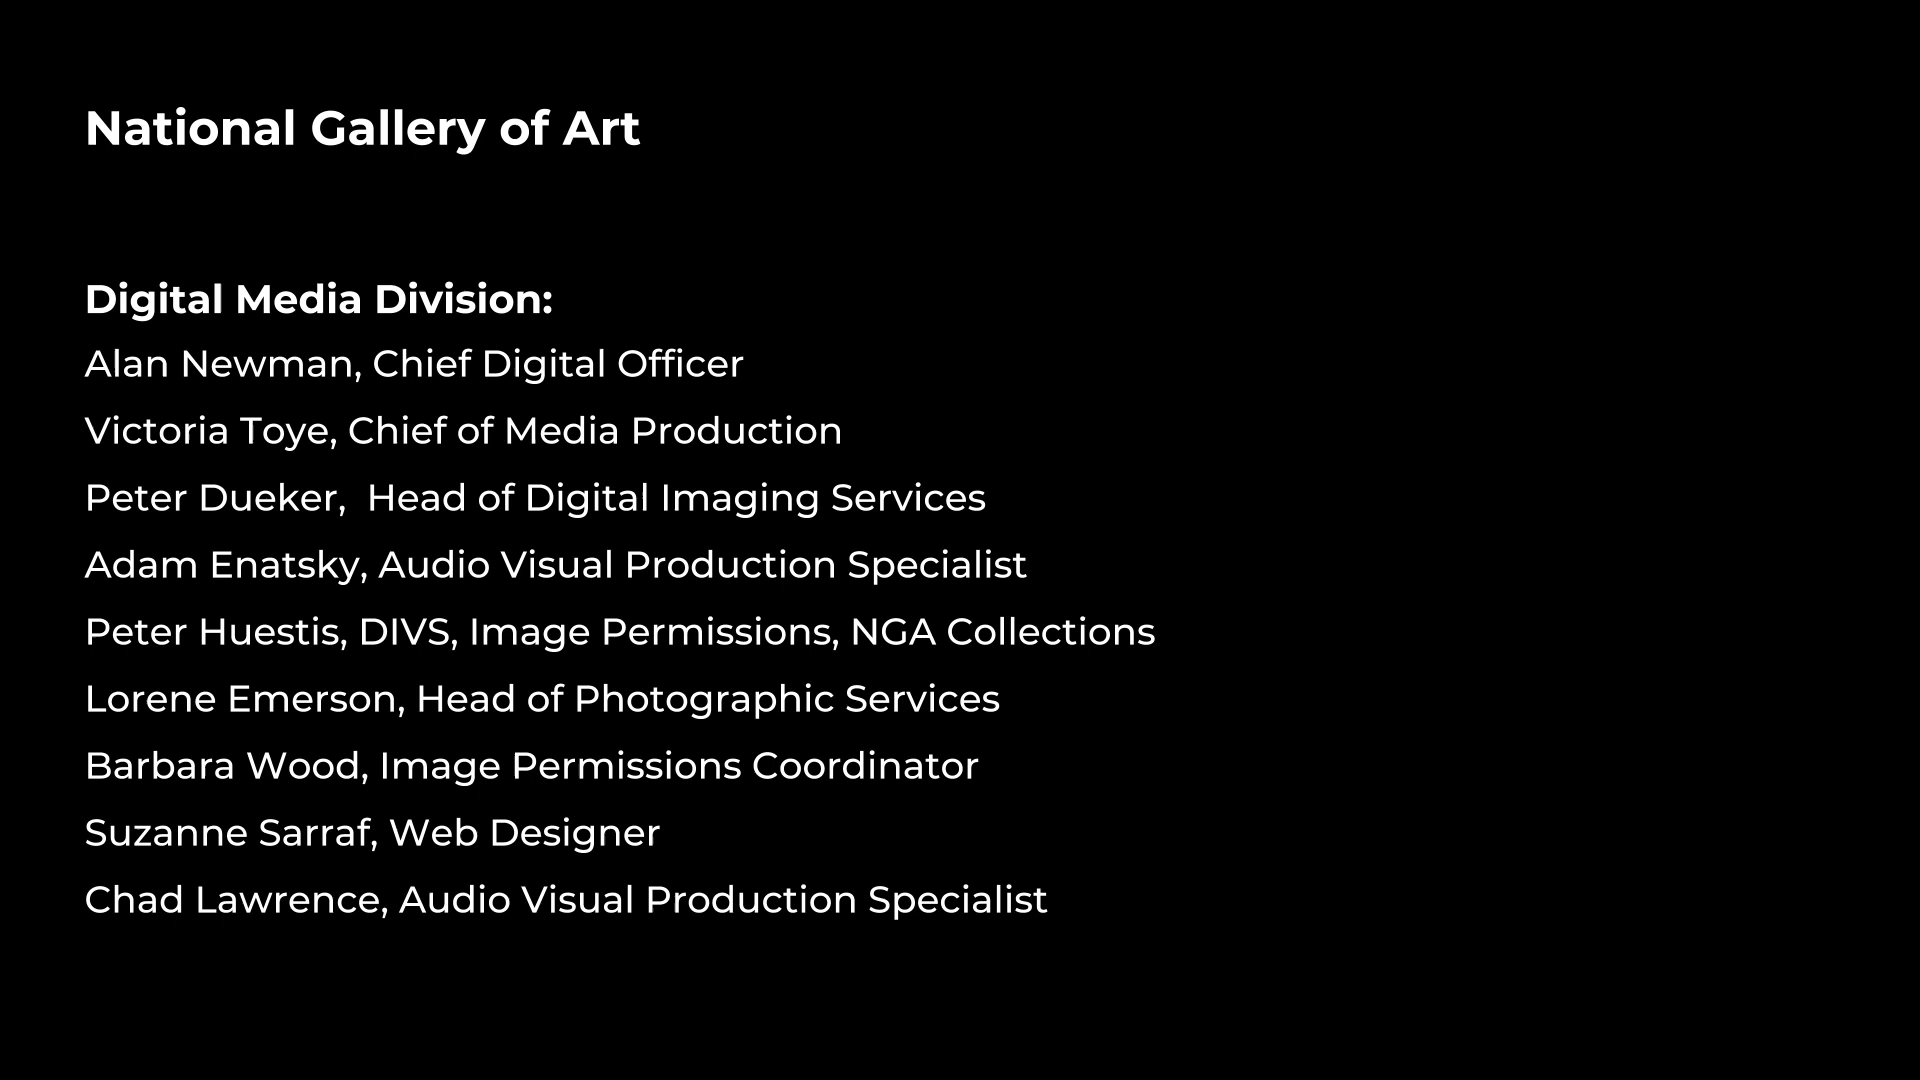 National Gallery of Art
Digital Media Division:
Alan Newman, Chief Digital Officer
Victoria Toye, Chief of Media Production
Peter Dueker,  Head of Digital Imaging Services
Adam Enatsky, Audio Visual Production Specialist
Peter Huestis, DIVS, Image Permissions, NGA Collections
Lorene Emerson, Head of Photographic Services
Barbara Wood, Image Permissions Coordinator
Suzanne Sarraf, Web Designer
Chad Lawrence, Audio Visual Production Specialist